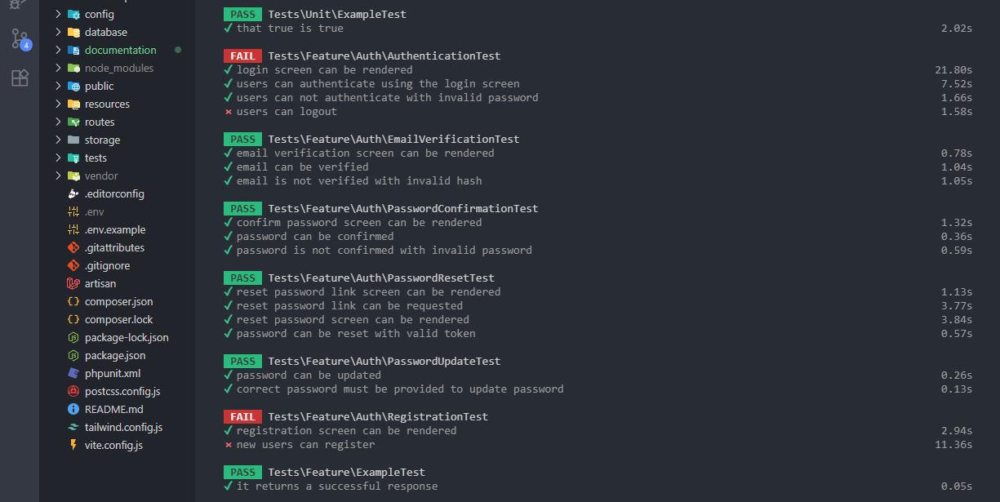 4
config
database
documentation
node_modules
public
resources
routes
storage
tests
vendor
.editorconfig
.env
.env.example
.gitattributes
.gitignore
artisan
composer.json
composer.lock
package-lock.json
package.json
phpunit.xml
postcss.config.js
README.md
tailwind.config.js
vite.config.js
PASS Tests\Unit\ExampleTest
✓ that true is true 2.02s
FAIL Tests\Feature\Auth\AuthenticationTest
✓ login screen can be rendered 21.80s
✓ users can authenticate using the login screen 7.52s
✓ users can not authenticate with invalid password 1.66s
× users can logout 1.58s
PASS Tests\Feature\Auth\EmailVerificationTest
✓ email verification screen can be rendered 0.78s
✓ email can be verified 1.04s
✓ email is not verified with invalid hash 1.05s
PASS Tests\Feature\Auth\PasswordConfirmationTest
✓ confirm password screen can be rendered 1.32s
✓ password can be confirmed 0.36s
✓ password is not confirmed with invalid password 0.59s
PASS Tests\Feature\Auth\PasswordResetTest
✓ reset password link screen can be rendered 1.13s
✓ reset password link can be requested 3.77s
✓ reset password screen can be rendered 3.84s
✓ password can be reset with valid token 0.57s
PASS Tests\Feature\Auth\PasswordUpdateTest
✓ password can be updated 0.26s
✓ correct password must be provided to update password 0.13s
FAIL Tests\Feature\Auth\RegistrationTest
✓ registration screen can be rendered 2.94s
× new users can register 11.36s
PASS Tests\Feature\ExampleTest
✓ it returns a successful response 0.05s